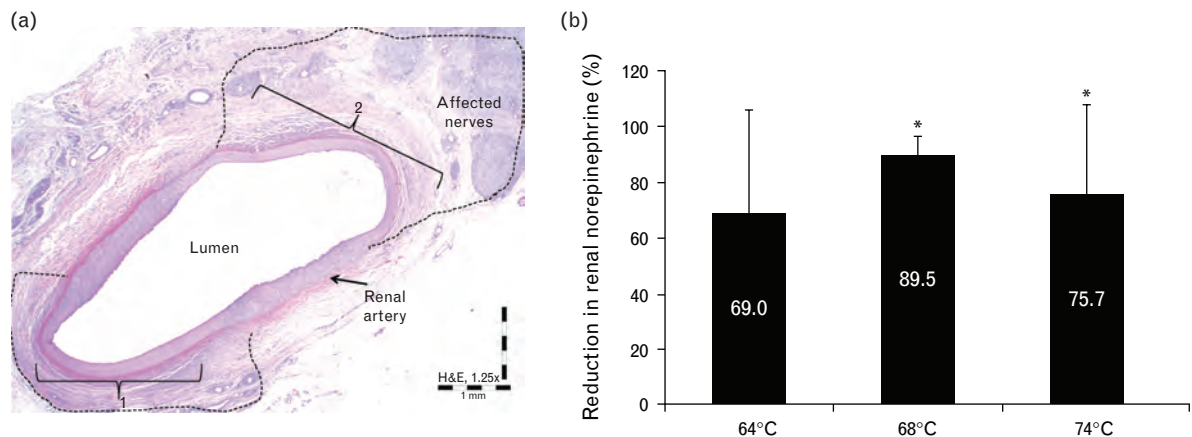 (a)
2
Affected
nerves
Lumen
Renal
artery
H&E, 1.25x
1 mm
1
(b)
Reduction in renal norepinephrine (%)
120
100
80
60
40
20
0
*
*
69.0
89.5
75.7
64°C
68°C
74°C